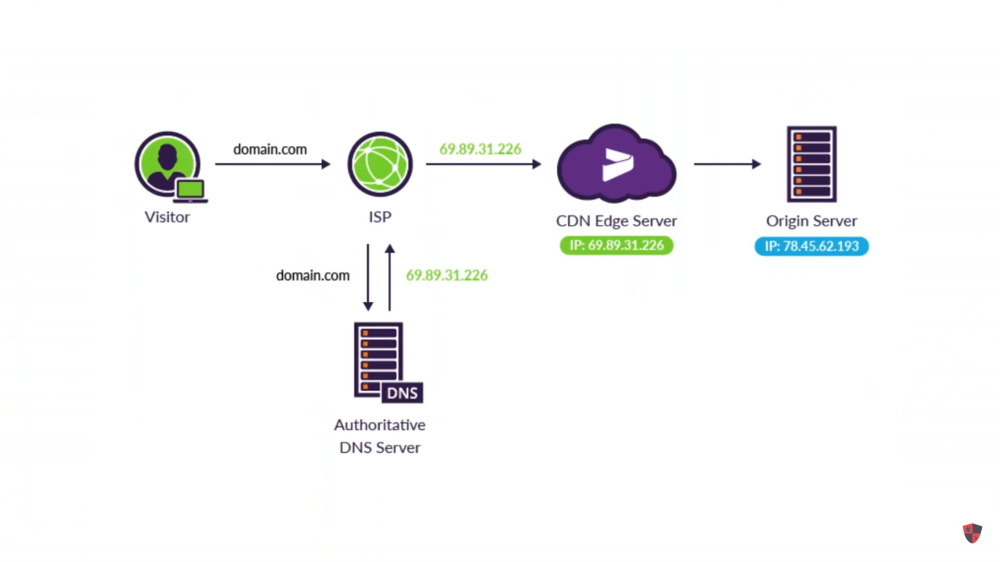 domain.com
69.89.31.226
Visitor
ISP
CDN Edge Server
Origin Server
IP: 69.89.31.226
IP: 78.45.62.193
domain.com
69.89.31.226
DNS
Authoritative
DNS Server
#
>